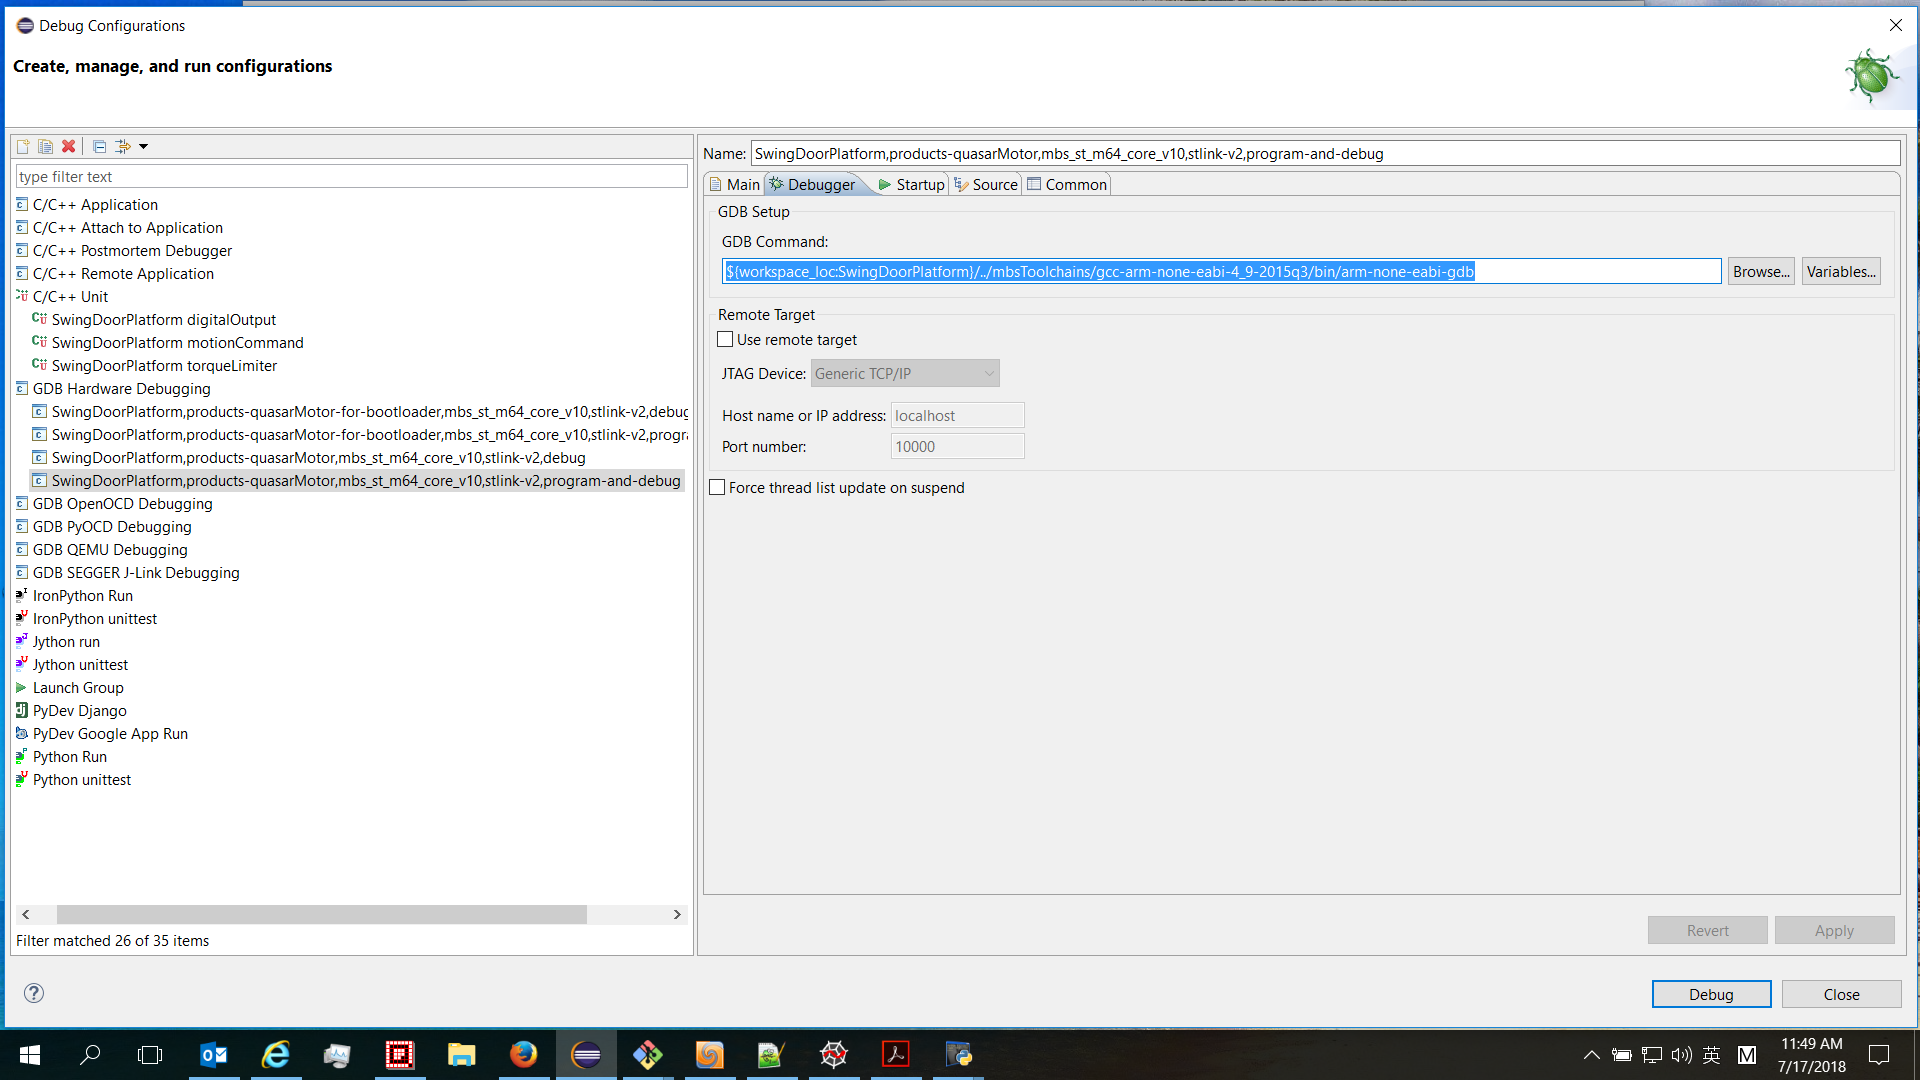 Debug Configurations
Create, manage, and run configurations
type filter text
C/C++ Application
C/C++ Attach to Application
C/C++ Postmortem Debugger
C/C++ Remote Application
C/C++ Unit
SwingDoorPlatform digitalOutput
SwingDoorPlatform motionCommand
SwingDoorPlatform torqueLimiter
GDB Hardware Debugging
SwingDoorPlatform,products-quasarMotor-for-bootloader,mbs_st_m64_core_v10,stlink-v2,debug
SwingDoorPlatform,products-quasarMotor-for-bootloader,mbs_st_m64_core_v10,stlink-v2,progra
SwingDoorPlatform,products-quasarMotor,mbs_st_m64_core_v10,stlink-v2,debug
SwingDoorPlatform,products-quasarMotor,mbs_st_m64_core_v10,stlink-v2,program-and-debug
GDB OpenOCD Debugging
GDB PyOCD Debugging
GDB QEMU Debugging
GDB SEGGER J-Link Debugging
IronPython Run
IronPython unittest
Jython run
Jython unittest
Launch Group
PyDev Django
PyDev Google App Run
Python Run
Python unittest
Filter matched 26 of 35 items
Name: SwingDoorPlatform,products-quasarMotor,mbs_st_m64_core_v10,stlink-v2,program-and-debug
Main Debugger Startup Source Common
GDB Setup
GDB Command:
${workspace_loc:SwingDoorPlatform}/../mbsToolchains/gcc-arm-none-eabi-4_9-2015q3/bin/arm-none-eabi-gdb Browse... Variables...
Remote Target
Use remote target
JTAG Device: Generic TCP/IP
Host name or IP address: localhost
Port number: 10000
Force thread list update on suspend
Revert Apply
Debug Close
英 M 11:49 AM
7/17/2018